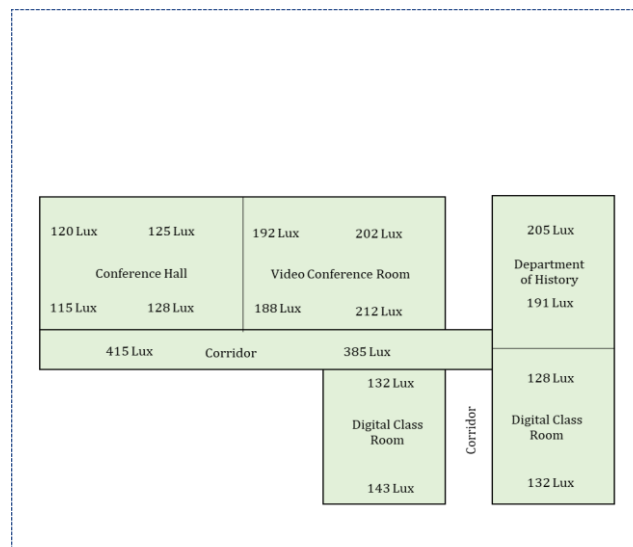 120 Lux 125 Lux 192 Lux 202 Lux 205 Lux
Conference Hall Video Conference Room Department
of History
115 Lux 128 Lux 188 Lux 212 Lux 191 Lux
415 Lux Corridor 385 Lux
132 Lux 128 Lux
Digital Class
Room
Corridor
Digital Class
Room
143 Lux 132 Lux